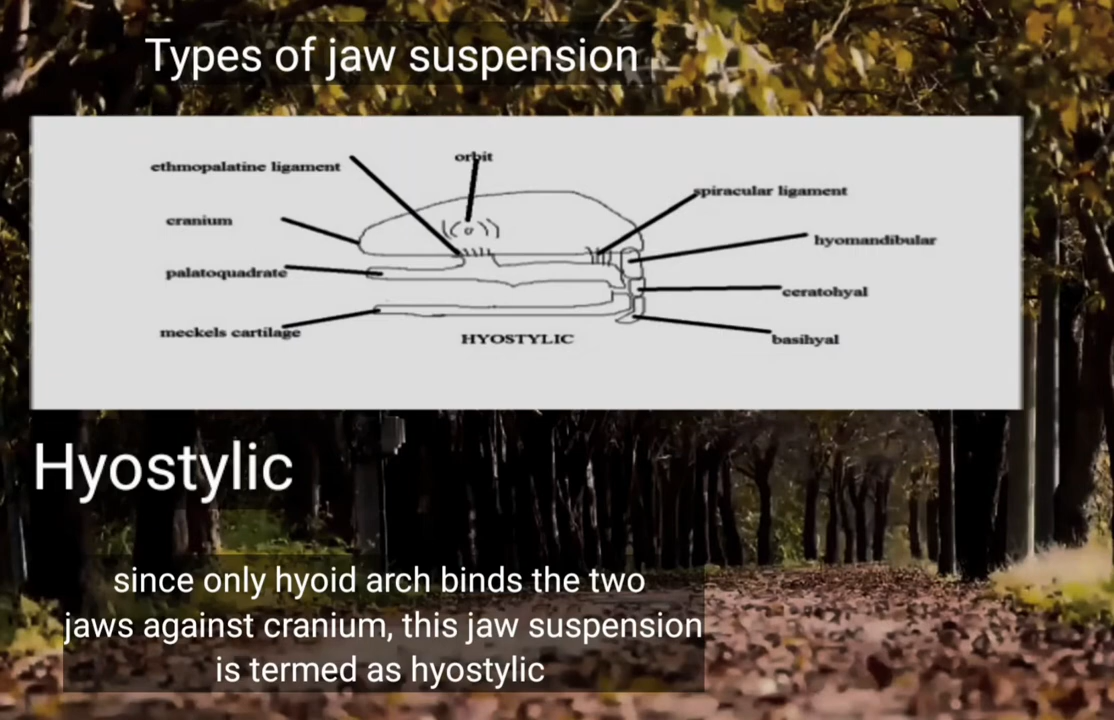 Types of jaw suspension
ethmopalatine ligament
orbit
spiracular ligament
cranium
hyomandibular
palatoquadrate
ceratohyal
meckels cartilage
HYOSTYLIC
basihyal
Hyostylic
since only hyoid arch binds the two
jaws against cranium, this jaw suspension
is termed as hyostylic